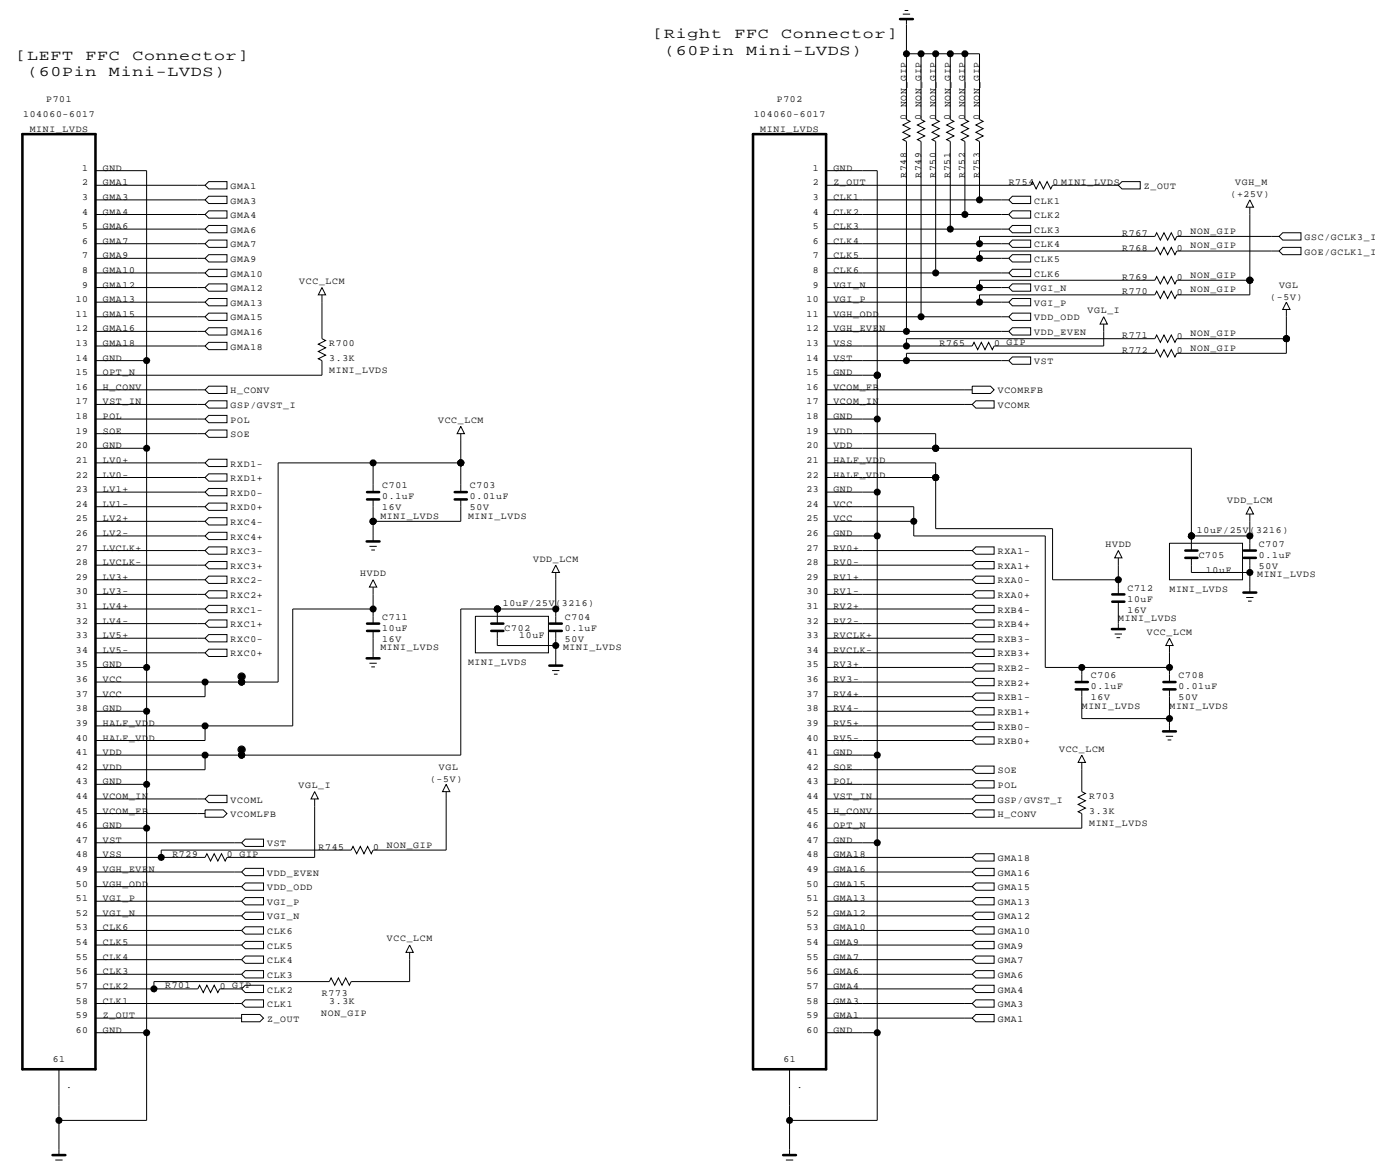 [LEFT FFC Connector]
(60Pin Mini-LVDS)
P701
104060-6017
MINI_LVDS
1 GND
2 GMA1 GMA1
3 GMA3 GMA3
4 GMA4 GMA4
5 GMA6 GMA6
6 GMA7 GMA7
7 GMA9 GMA9
8 GMA10 GMA10
9 GMA12 GMA12
10 GMA13 GMA13
11 GMA15 GMA15
12 GMA16 GMA16
13 GMA18 GMA18
14 GND
15 OPT_N
16 H_CONV H_CONV
17 VST_IN GSP/GVST_I
18 POL POL
19 SOE SOE
20 GND
21 LV0+ RXD1-
22 LV0- RXD1+
23 LV1+ RXD0-
24 LV1- RXD0+
25 LV2+ RXC4-
26 LV2- RXC4+
27 LVCLK+ RXC3-
28 LVCLK- RXC3+
29 LV3+ RXC2-
30 LV3- RXC2+
31 LV4+ RXC1-
32 LV4- RXC1+
33 LV5+ RXC0-
34 LV5- RXC0+
35 GND
36 VCC
37 VCC
38 GND
39 HALF_VDD
40 HALF_VDD
41 VDD
42 VDD
43 GND
44 VCOM_IN VCOML
45 VCOM_FB VCOMLFB
46 GND
47 VST VST
48 VSS
49 VGH_EVEN VDD_EVEN
50 VGH_ODD VDD_ODD
51 VGI_P VGI_P
52 VGI_N VGI_N
53 CLK6 CLK6
54 CLK5 CLK5
55 CLK4 CLK4
56 CLK3 CLK3
57 CLK2 R701 0 GIP CLK2
58 CLK1 CLK1
59 Z_OUT Z_OUT
60 GND
61
.
VCC_LCM
R700
3.3K
MINI_LVDS
VCC_LCM
C701
0.1uF
16V
MINI_LVDS
C703
0.01uF
50V
MINI_LVDS
HVDD
C711
10uF
16V
MINI_LVDS
VDD_LCM
10uF/25V(3216)
C702
10uF
MINI_LVDS
C704
0.1uF
50V
MINI_LVDS
VGL_I
R729 0 GIP
VGL
(-5V)
R745 0 NON_GIP
VCC_LCM
R773
3.3K
NON_GIP
[Right FFC Connector]
(60Pin Mini-LVDS)
P702
104060-6017
MINI_LVDS
R748 0 NON_GIP
R749 0 NON_GIP
R750 0 NON_GIP
R751 0 NON_GIP
R752 0 NON_GIP
R753 0 NON_GIP
1 GND
2 Z_OUT R754 0 MINI_LVDS Z_OUT
3 CLK1 CLK1
4 CLK2 CLK2
5 CLK3 CLK3
6 CLK4 CLK4
7 CLK5 CLK5
8 CLK6 CLK6
9 VGI_N VGI_N
10 VGI_P VGI_P
11 VGH_ODD VDD_ODD
12 VGH_EVEN VDD_EVEN
13 VSS R765 0 GIP
14 VST VST
15 GND
16 VCOM_FB VCOMRFB
17 VCOM_IN VCOMR
18 GND
19 VDD
20 VDD
21 HALF_VDD
22 HALF_VDD
23 GND
24 VCC
25 VCC
26 GND
27 RV0+ RXA1-
28 RV0- RXA1+
29 RV1+ RXA0-
30 RV1- RXA0+
31 RV2+ RXB4-
32 RV2- RXB4+
33 RVCLK+ RXB3-
34 RVCLK- RXB3+
35 RV3+ RXB2-
36 RV3- RXB2+
37 RV4+ RXB1-
38 RV4- RXB1+
39 RV5+ RXB0-
40 RV5- RXB0+
41 GND
42 SOE SOE
43 POL POL
44 VST_IN GSP/GVST_I
45 H_CONV H_CONV
46 OPT_N
47 GND
48 GMA18 GMA18
49 GMA16 GMA16
50 GMA15 GMA15
51 GMA13 GMA13
52 GMA12 GMA12
53 GMA10 GMA10
54 GMA9 GMA9
55 GMA7 GMA7
56 GMA6 GMA6
57 GMA4 GMA4
58 GMA3 GMA3
59 GMA1 GMA1
60 GND
61
.
VGH_M
(+25V)
R767 0 NON_GIP GSC/GCLK3_I
R768 0 NON_GIP GOE/GCLK1_I
R769 0 NON_GIP
R770 0 NON_GIP
VGL
(-5V)
VGL_I
R771 0 NON_GIP
R772 0 NON_GIP
VDD_LCM
10uF/25V(3216)
C705
10uF
MINI_LVDS
C707
0.1uF
50V
MINI_LVDS
HVDD
C712
10uF
16V
MINI_LVDS
VCC_LCM
C706
0.1uF
16V
MINI_LVDS
C708
0.01uF
50V
MINI_LVDS
VCC_LCM
R703
3.3K
MINI_LVDS